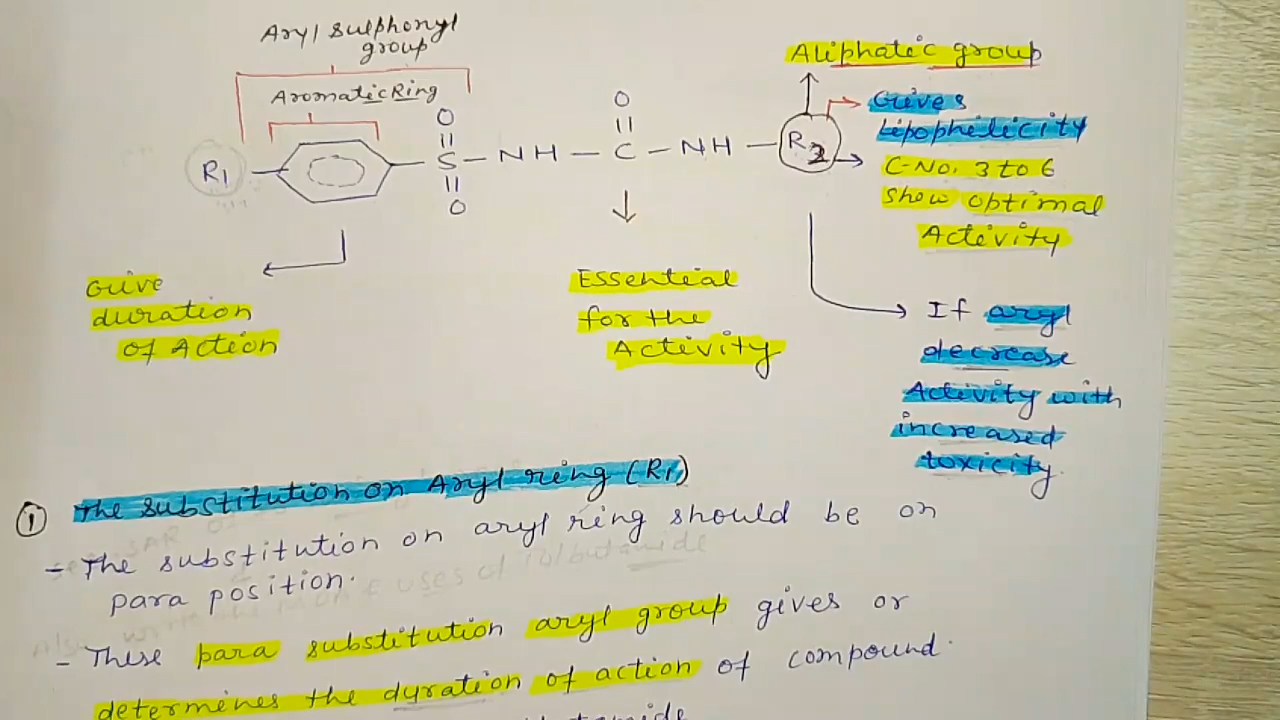 Aryl sulphonyl
group
Aromatic Ring
R1
O
S
O
NH
O
C
NH
R2
Aliphatic group
Gives
Lipophilicity
C-No. 3 to 6
show optimal
Activity
Give
duration
of Action
Essential
for the
Activity
If aryl
decrease
Activity with
increased
toxicity.
① The substitution on Aryl ring (R1)
- The substitution on aryl ring should be on
para position.
- These para substitution aryl group gives or
determines the dyration of action of compound.